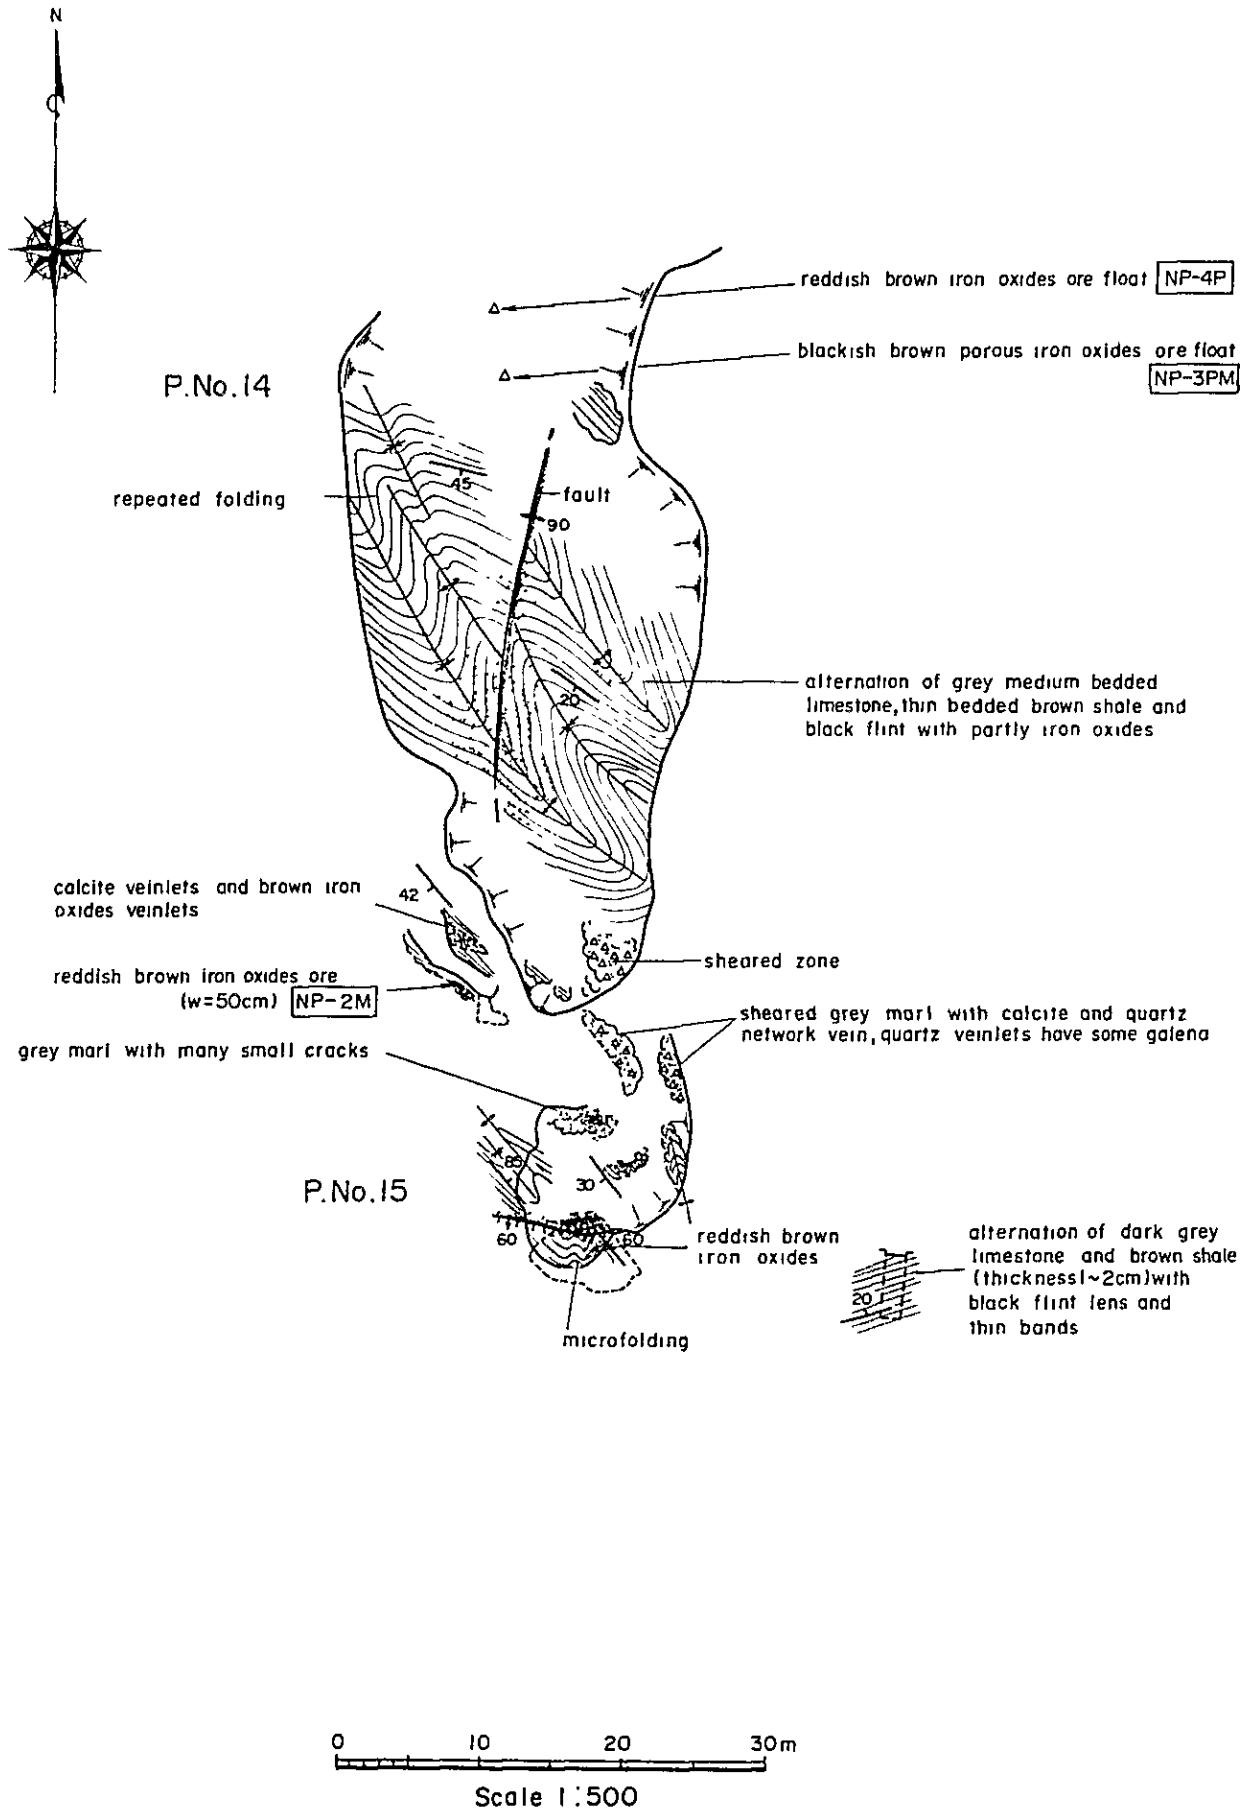 N
reddish brown iron oxides ore float NP-4P
blackish brown porous iron oxides ore float
NP-3PM
P.No.14
45
repeated folding
fault
90
alternation of grey medium bedded
limestone, thin bedded brown shale and
black flint with partly iron oxides
20
calcite veinlets and brown iron
oxides veinlets
42
sheared zone
reddish brown iron oxides ore
(w=50cm) NP-2M
sheared grey marl with calcite and quartz
network vein, quartz veinlets have some galena
grey marl with many small cracks
85
30
P.No.15
60
60
reddish brown
iron oxides
alternation of dark grey
limestone and brown shale
(thickness 1~2cm) with
black flint lens and
thin bands
20
microfolding
0 10 20 30m
Scale 1:500